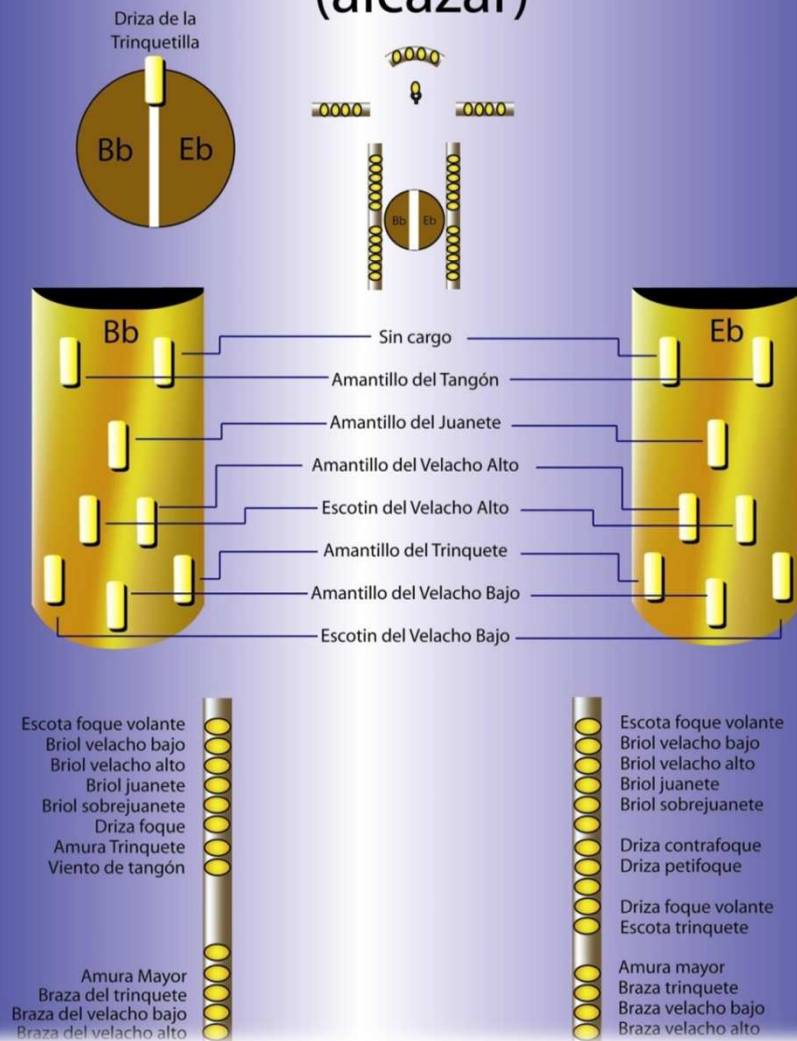 (alcázar)
Driza de la
Trinquetilla
Bb
Eb
Bb
Eb
Bb
Eb
Sin cargo
Amantillo del Tangón
Amantillo del Juanete
Amantillo del Velacho Alto
Escotin del Velacho Alto
Amantillo del Trinquete
Amantillo del Velacho Bajo
Escotin del Velacho Bajo
Escota foque volante
Briol velacho bajo
Briol velacho alto
Briol juanete
Briol sobrejuanete
Driza foque
Amura Trinquete
Viento de tangón
Amura Mayor
Braza del trinquete
Braza del velacho bajo
Braza del velacho alto
Escota foque volante
Briol velacho bajo
Briol velacho alto
Briol juanete
Briol sobrejuanete
Driza contrafoque
Driza petifoque
Driza foque volante
Escota trinquete
Amura mayor
Braza trinquete
Braza velacho bajo
Braza velacho alto